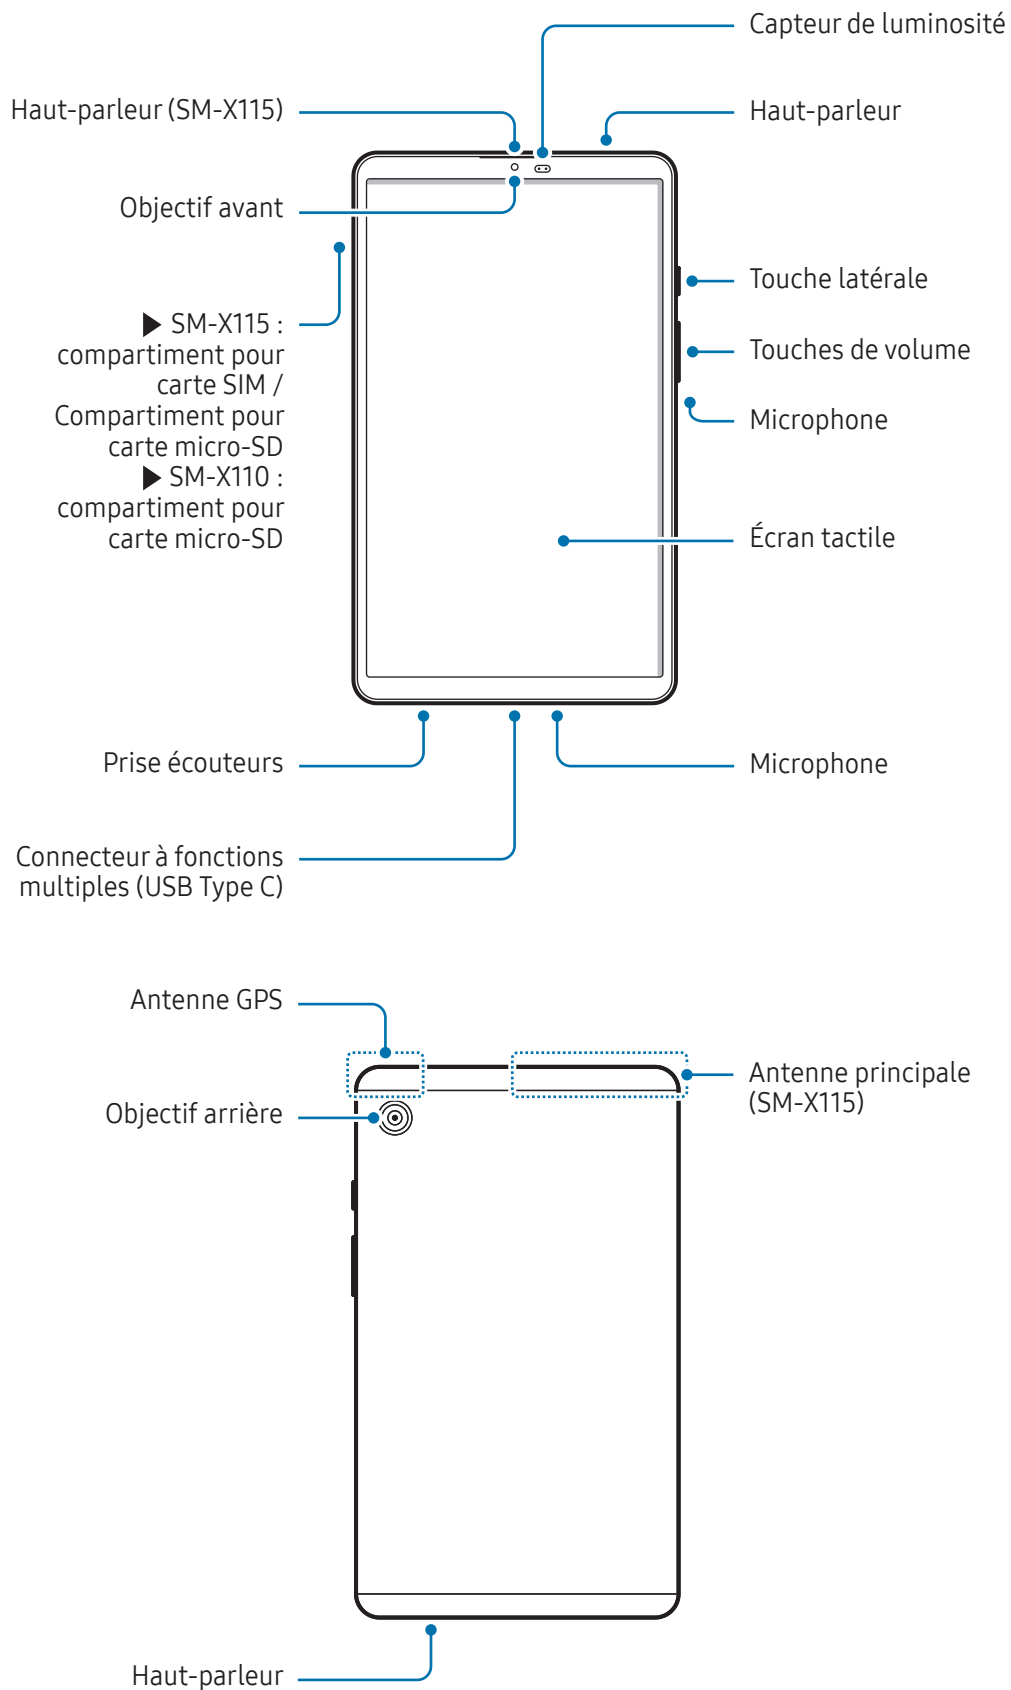 Capteur de luminosité
Haut-parleur (SM-X115)
Haut-parleur
Objectif avant
Touche latérale
▶ SM-X115 :
compartiment pour
carte SIM /
Compartiment pour
carte micro-SD
▶ SM-X110 :
compartiment pour
carte micro-SD
Touches de volume
Microphone
Écran tactile
Prise écouteurs
Microphone
Connecteur à fonctions
multiples (USB Type C)
Antenne GPS
Antenne principale
(SM-X115)
Objectif arrière
Haut-parleur